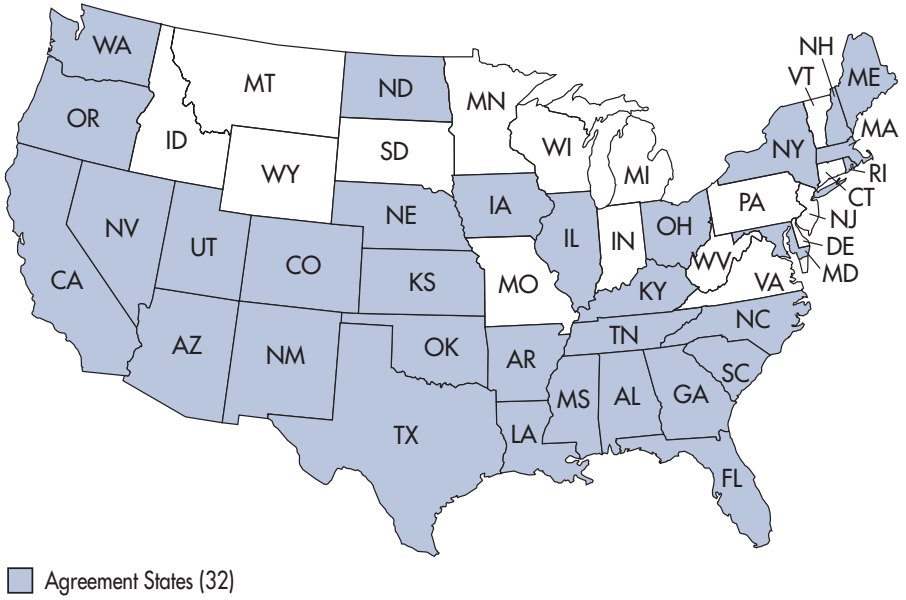 WA
MT
ND
MN
NH
VT
ME
OR
ID
SD
WI
MI
NY
MA
WY
RI
CT
NE
IA
PA
NJ
NV
UT
CO
IL
IN
OH
DE
MD
CA
KS
MO
WV
VA
KY
AZ
NM
OK
AR
TN
NC
SC
TX
LA
MS
AL
GA
FL
Agreement States (32)